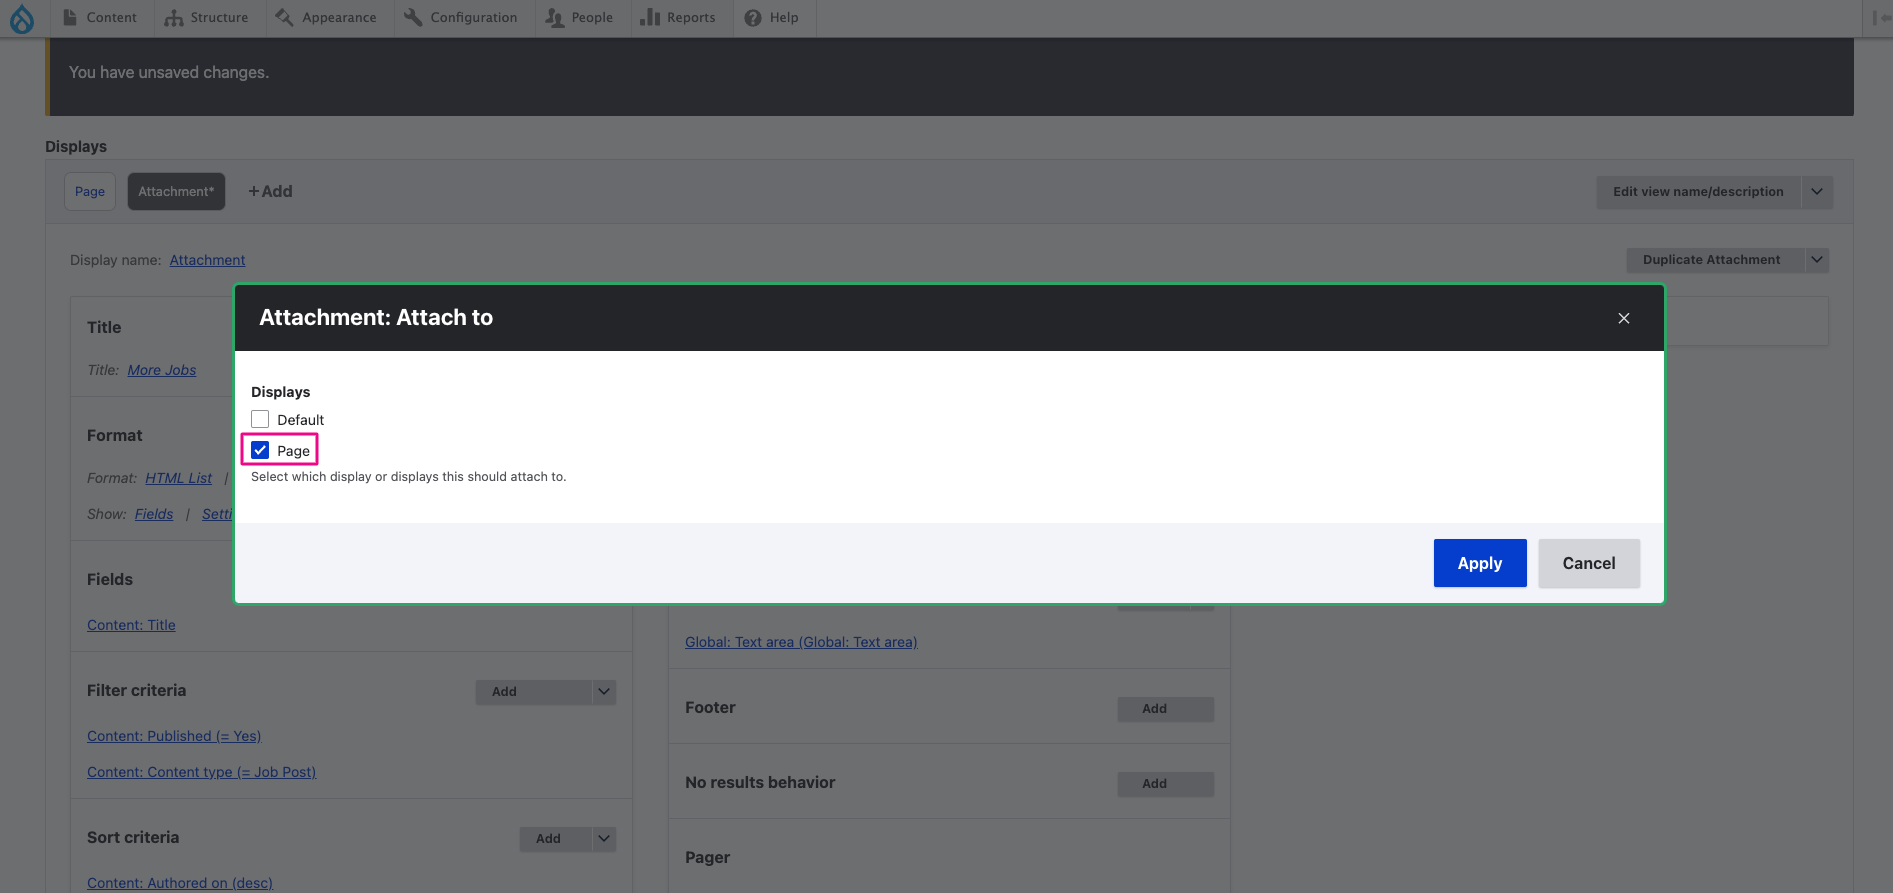 Content Structure Appearance Configuration People Reports Help
You have unsaved changes.
Displays
Page Attachment* +Add Edit view name/description
Display name: Attachment Duplicate Attachment
Attachment: Attach to
Title
Title: More Jobs
Displays
Default
Format
Page
Format: HTML List |
Select which display or displays this should attach to.
Show: Fields |
Apply Cancel
Fields
Content: Title
Global: Text area (Global: Text area)
Filter criteria Add
Footer Add
Content: Published (= Yes)
Content: Content type (= Job Post)
No results behavior Add
Sort criteria Add
Pager
Content: Authored on (desc)